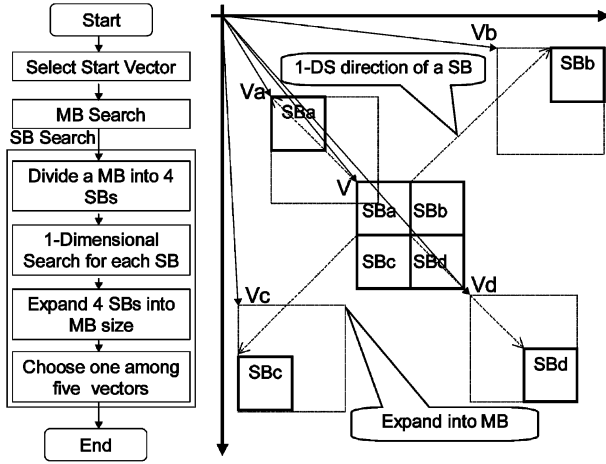 Start
Select Start Vector
MB Search
SB Search
Divide a MB into 4
SBs
1-Dimensional
Search for each SB
Expand 4 SBs into
MB size
Choose one among
five vectors
End
Vb
SBb
1-DS direction of a SB
Va
SBa
V
SBa
SBb
SBc
SBd
Vc
Vd
SBc
SBd
Expand into MB